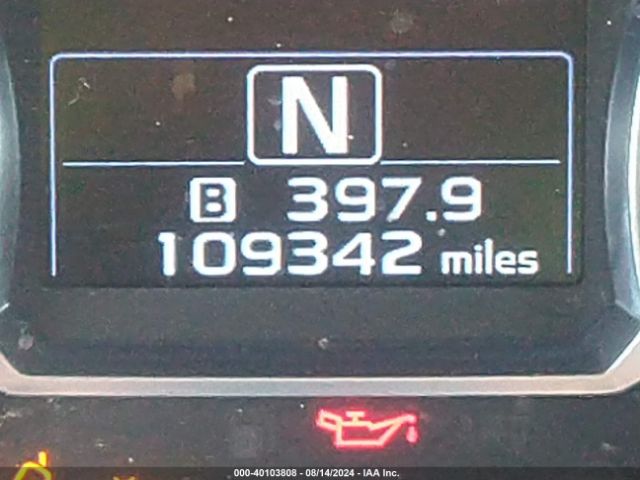 N
B 397.9
109342 miles
000-40103808 - 08/14/2024 - IAA Inc.